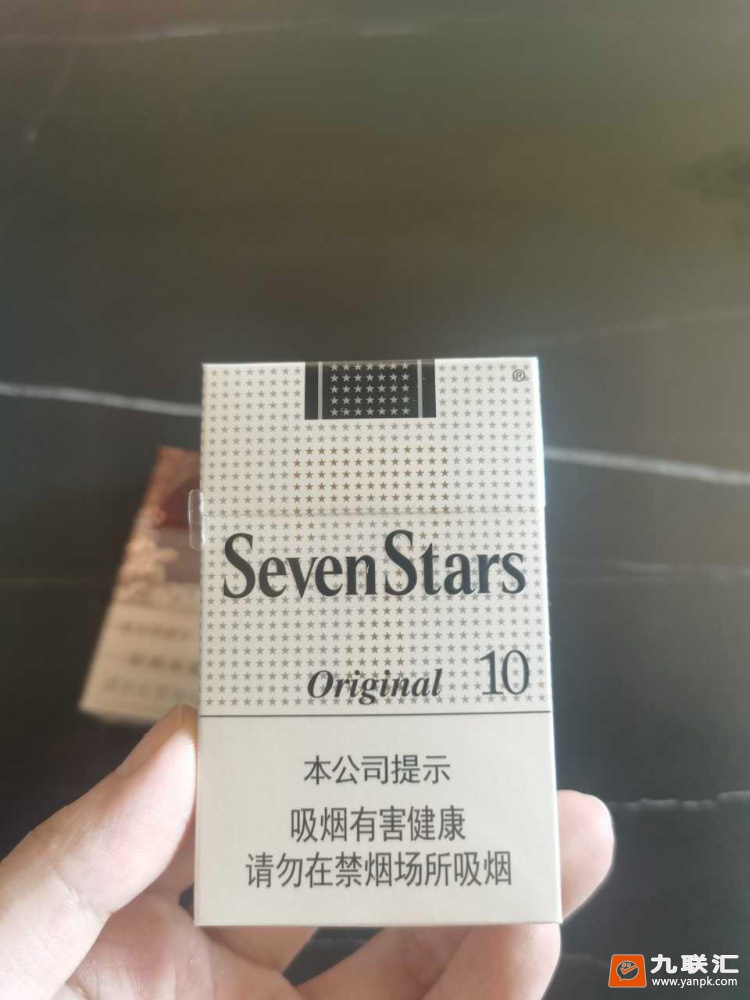 ®
Seven Stars
Original 10
本公司提示
吸烟有害健康
请勿在禁烟场所吸烟
九联汇
www.yanpk.com